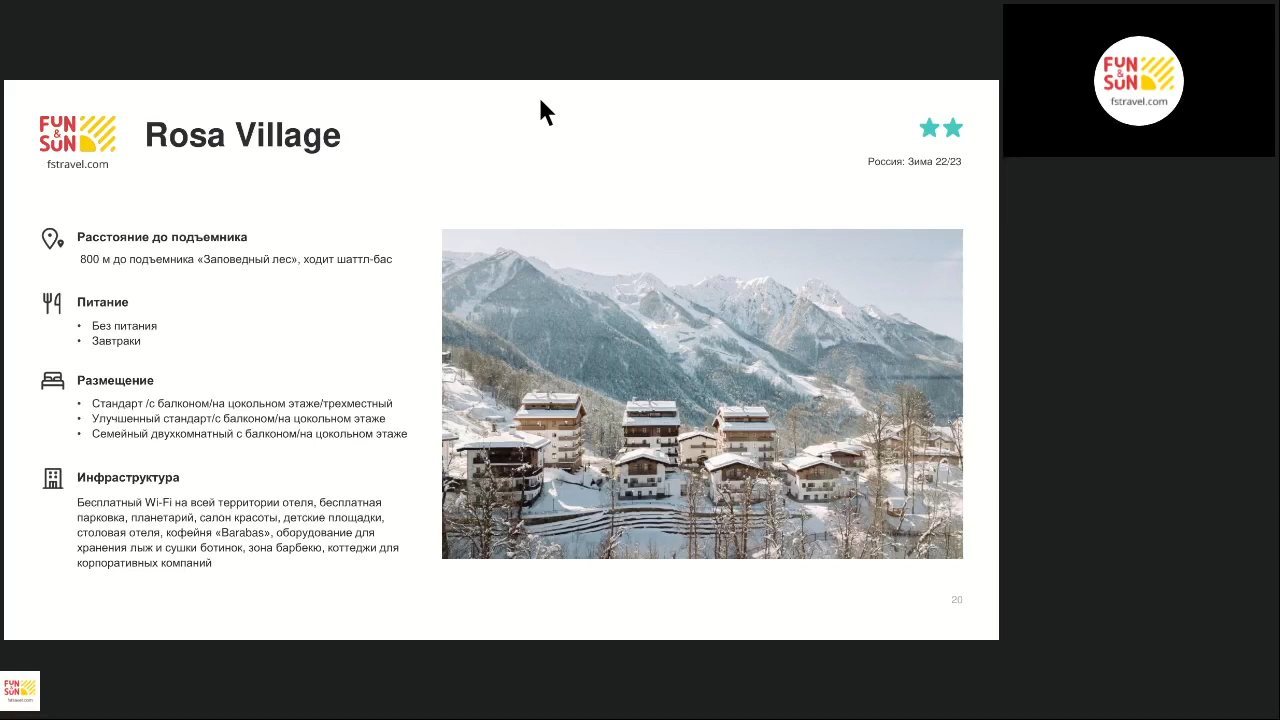 FUN
&
SUN
fstravel.com
Rosa Village
Россия: Зима 22/23
Расстояние до подъемника
800 м до подъемника «Заповедный лес», ходит шаттл-бас
Питание
• Без питания
• Завтраки
Размещение
• Стандарт /с балконом/на цокольном этаже/трехместный
• Улучшенный стандарт/с балконом/на цокольном этаже
• Семейный двухкомнатный с балконом/на цокольном этаже
Инфраструктура
Бесплатный Wi-Fi на всей территории отеля, бесплатная
парковка, планетарий, салон красоты, детские площадки,
столовая отеля, кофейня «Barabas», оборудование для
хранения лыж и сушки ботинок, зона барбекю, коттеджи для
корпоративных компаний
20
FUN
&
SUN
fstravel.com
FUN
&
SUN
fstravel.com